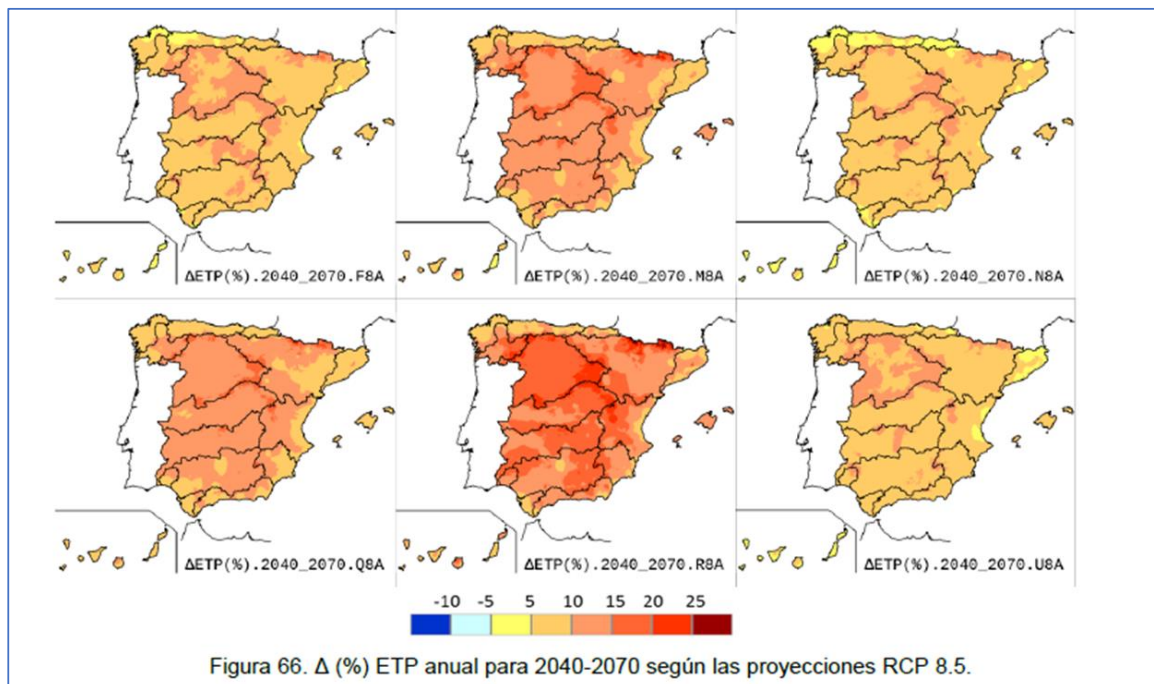 ΔETP(%).2040_2070.F8A
ΔETP(%).2040_2070.M8A
ΔETP(%).2040_2070.N8A
ΔETP(%).2040_2070.Q8A
ΔETP(%).2040_2070.R8A
ΔETP(%).2040_2070.U8A
-10 -5 5 10 15 20 25
Figura 66. Δ (%) ETP anual para 2040-2070 según las proyecciones RCP 8.5.